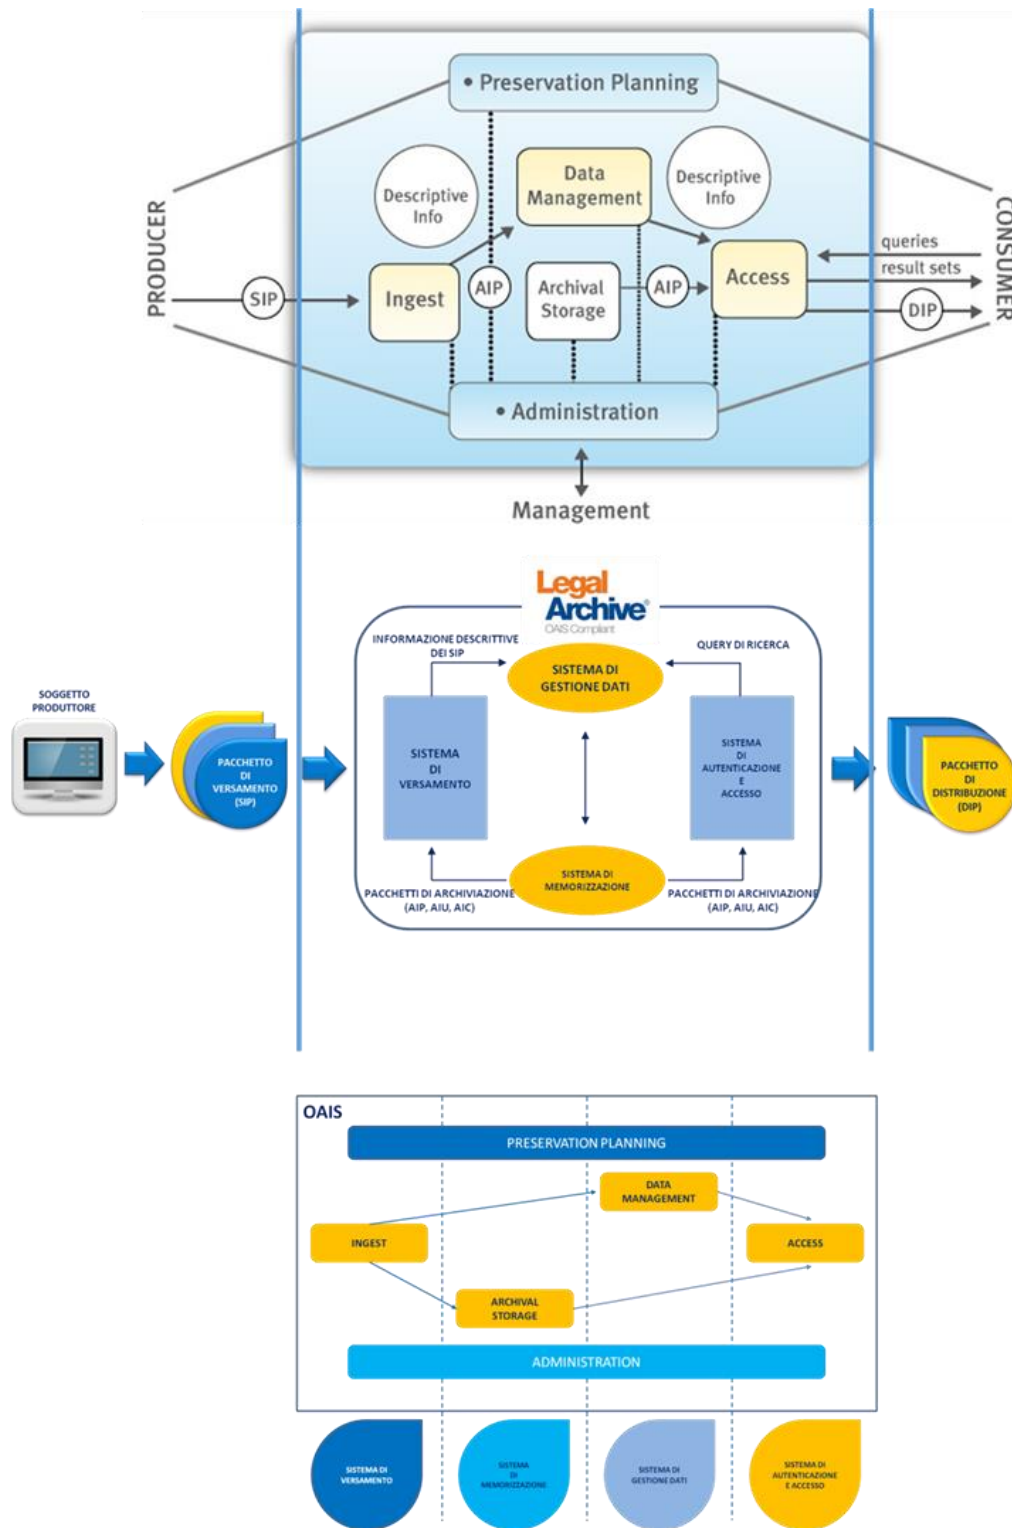 • Preservation Planning
Descriptive
Info
Data
Management
Descriptive
Info
PRODUCER
CONSUMER
SIP
Ingest
AIP
Archival
Storage
AIP
Access
queries
result sets
DIP
• Administration
Management
Legal
Archive®
OAIS Compliant
INFORMAZIONE DESCRITTIVE
DEI SIP
QUERY DI RICERCA
SISTEMA DI
GESTIONE DATI
SOGGETTO
PRODUTTORE
PACCHETTO
DI
VERSAMENTO
(SIP)
SISTEMA
DI
VERSAMENTO
SISTEMA
DI
AUTENTICAZIONE
E
ACCESSO
PACCHETTO
DI
DISTRIBUZIONE
(DIP)
SISTEMA DI
MEMORIZZAZIONE
PACCHETTI DI ARCHIVIAZIONE
(AIP, AIU, AIC)
PACCHETTI DI ARCHIVIAZIONE
(AIP, AIU, AIC)
OAIS
PRESERVATION PLANNING
DATA
MANAGEMENT
INGEST
ACCESS
ARCHIVAL
STORAGE
ADMINISTRATION
SISTEMA DI
VERSAMENTO
SISTEMA
DI
MEMORIZZAZIONE
SISTEMA DI
GESTIONE DATI
SISTEMA DI
AUTENTICAZIONE
E ACCESSO